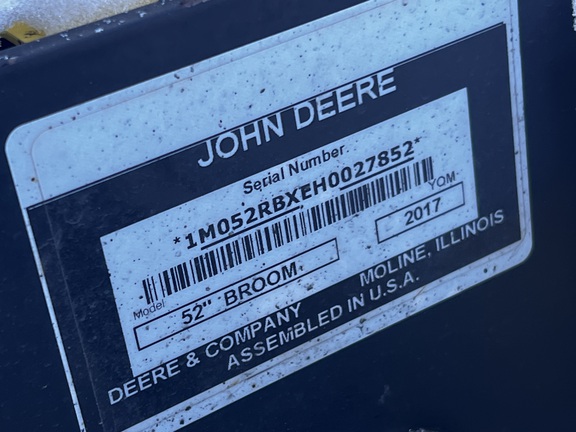 JOHN DEERE
Serial Number
*1M052RBXEH0027852*
YOM
2017
Model
52" BROOM
DEERE & COMPANY MOLINE, ILLINOIS
ASSEMBLED IN U.S.A.